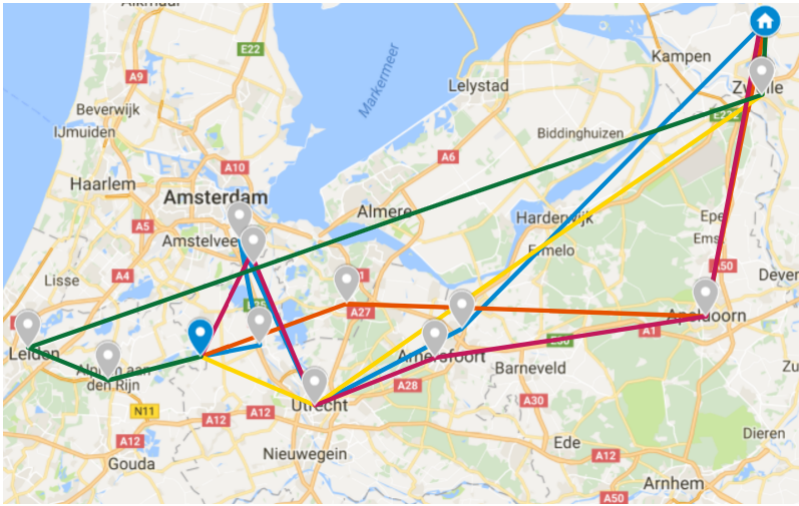 Alkmaar
E22
Kampen
A9
Lelystad
Markermeer
Zwolle
Beverwijk
IJmuiden
Biddinghuizen
A6
A10
Haarlem
Amsterdam
Almere
Harderwijk
Epe
A5
Amstelveen
Ermelo
Lisse
A4
A50
A27
Apeldoorn
Leiden
A1
Amersfoort
Alphen aan
den Rijn
Barneveld
A28
Utrecht
N11
A12
A12
A30
A12
Gouda
Nieuwegein
Ede
A12
Dieren
Arnhem
A50